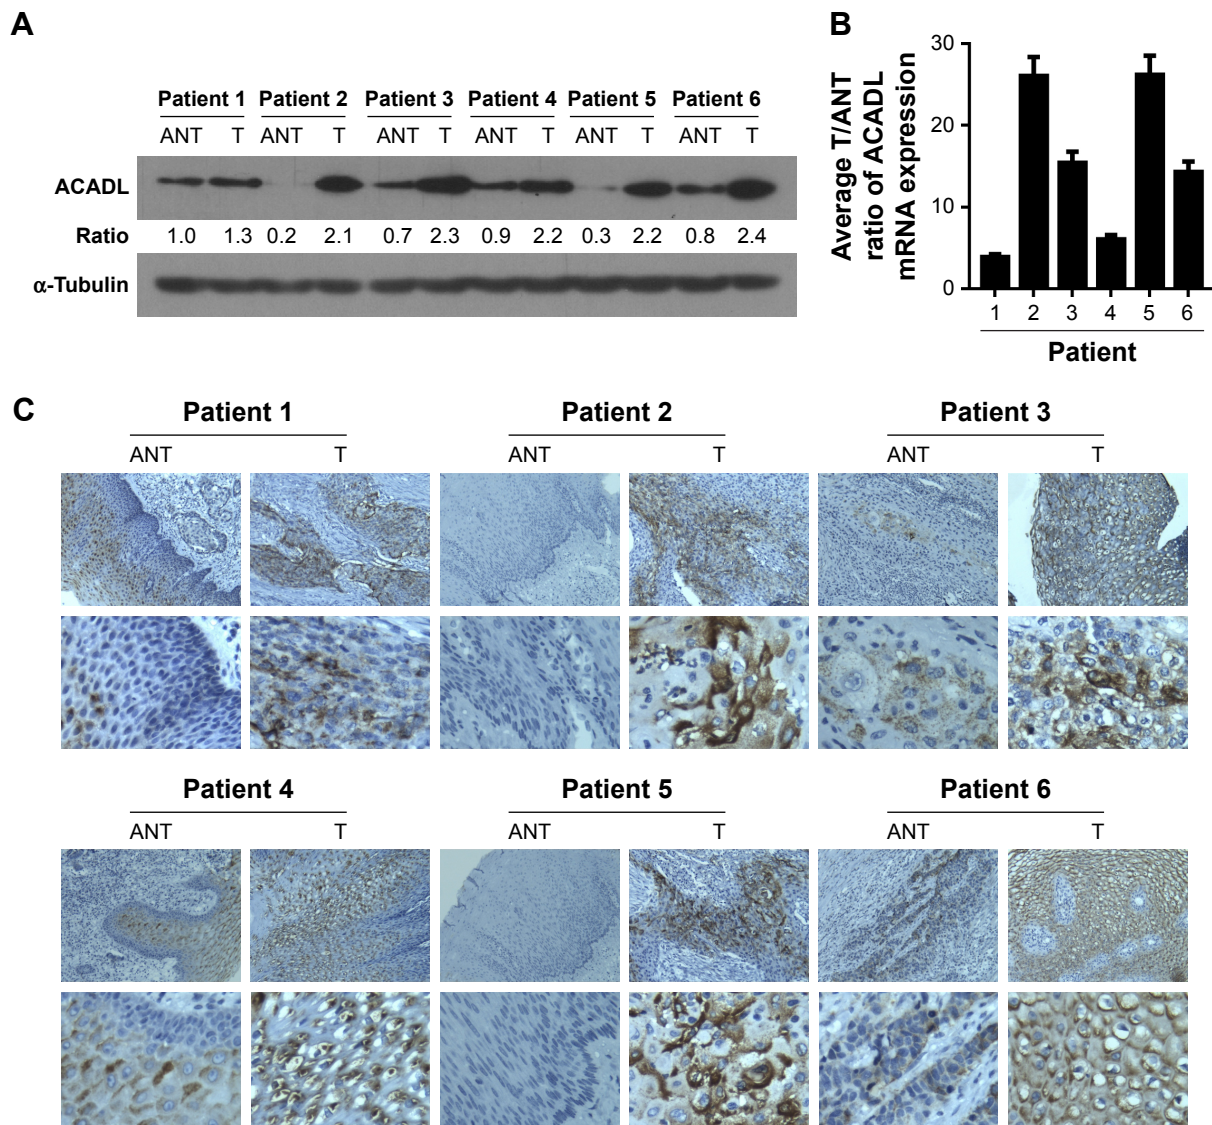 A
Patient 1 Patient 2 Patient 3 Patient 4 Patient 5 Patient 6
ANT T ANT T ANT T ANT T ANT T ANT T
ACADL
Ratio 1.0 1.3 0.2 2.1 0.7 2.3 0.9 2.2 0.3 2.2 0.8 2.4
α-Tubulin
B
Average T/ANT
ratio of ACADL
mRNA expression
30
20
10
0
1 2 3 4 5 6
Patient
C
Patient 1 Patient 2 Patient 3
ANT T ANT T ANT T
Patient 4 Patient 5 Patient 6
ANT T ANT T ANT T